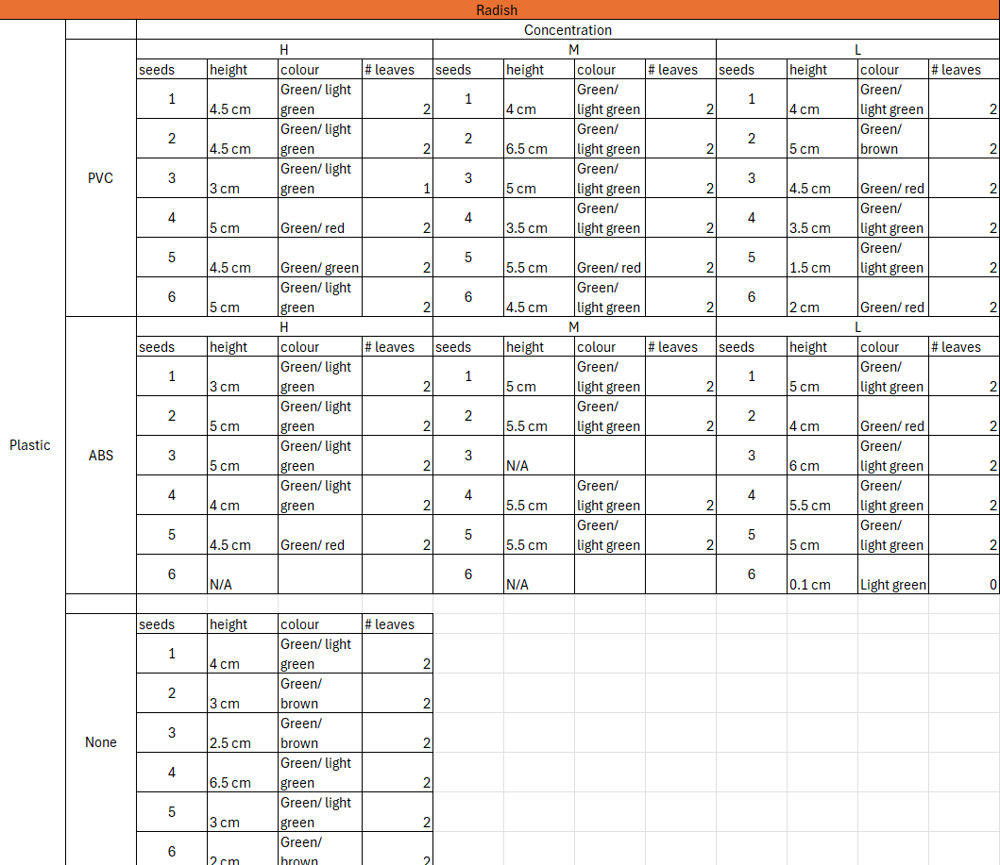 Radish
Concentration
H M L
seeds height colour # leaves seeds height colour # leaves seeds height colour # leaves
1 4.5 cm Green/ light green 2 1 4 cm Green/ light green 2 1 4 cm Green/ light green 2
2 4.5 cm Green/ light green 2 2 6.5 cm Green/ light green 2 2 5 cm Green/ brown 2
PVC
3 3 cm Green/ light green 1 3 5 cm Green/ light green 2 3 4.5 cm Green/ red 2
4 5 cm Green/ red 2 4 3.5 cm Green/ light green 2 4 3.5 cm Green/ light green 2
5 4.5 cm Green/ green 2 5 5.5 cm Green/ red 2 5 1.5 cm Green/ light green 2
6 5 cm Green/ light green 2 6 4.5 cm Green/ light green 2 6 2 cm Green/ red 2
H M L
seeds height colour # leaves seeds height colour # leaves seeds height colour # leaves
1 3 cm Green/ light green 2 1 5 cm Green/ light green 2 1 5 cm Green/ light green 2
2 5 cm Green/ light green 2 2 5.5 cm Green/ light green 2 2 4 cm Green/ red 2
Plastic
ABS
3 5 cm Green/ light green 2 3 N/A 3 6 cm Green/ light green 2
4 4 cm Green/ light green 2 4 5.5 cm Green/ light green 2 4 5.5 cm Green/ light green 2
5 4.5 cm Green/ red 2 5 5.5 cm Green/ light green 2 5 5 cm Green/ light green 2
6 N/A 6 N/A 6 0.1 cm Light green 0
seeds height colour # leaves
1 4 cm Green/ light green 2
2 3 cm Green/ brown 2
3 2.5 cm Green/ brown 2
None
4 6.5 cm Green/ light green 2
5 3 cm Green/ light green 2
6 2 cm Green/ brown 2